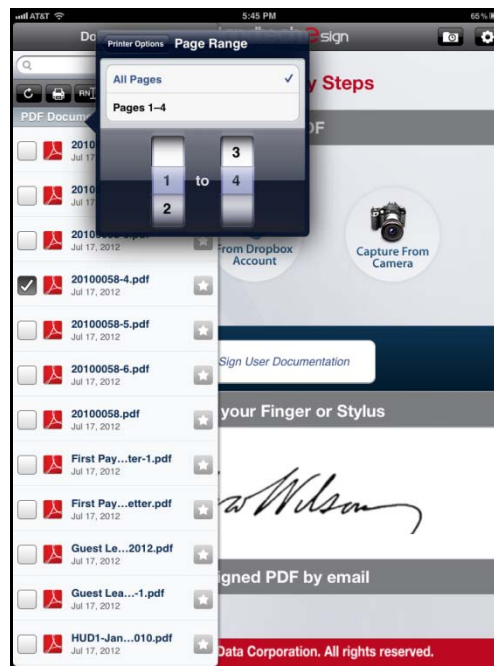 AT&T
5:45 PM
65%
Do
Printer Options
Page Range
sign
All Pages
Pages 1–4
y Steps
PDF Docum
DF
1
2
to
3
4
2010
Jul 17
2010
Jul 17
Jul 17, 2012
From Dropbox
Account
Capture From
Camera
20100058-4.pdf
Jul 17, 2012
20100058-5.pdf
Jul 17, 2012
20100058-6.pdf
Jul 17, 2012
Sign User Documentation
20100058.pdf
Jul 17, 2012
your Finger or Stylus
First Pay...ter-1.pdf
Jul 17, 2012
First Pay...etter.pdf
Jul 17, 2012
Wilson
Guest Le...2012.pdf
Jul 17, 2012
igned PDF by email
Guest Lea...-1.pdf
Jul 17, 2012
HUD1-Jan...010.pdf
Jul 17, 2012
Data Corporation. All rights reserved.